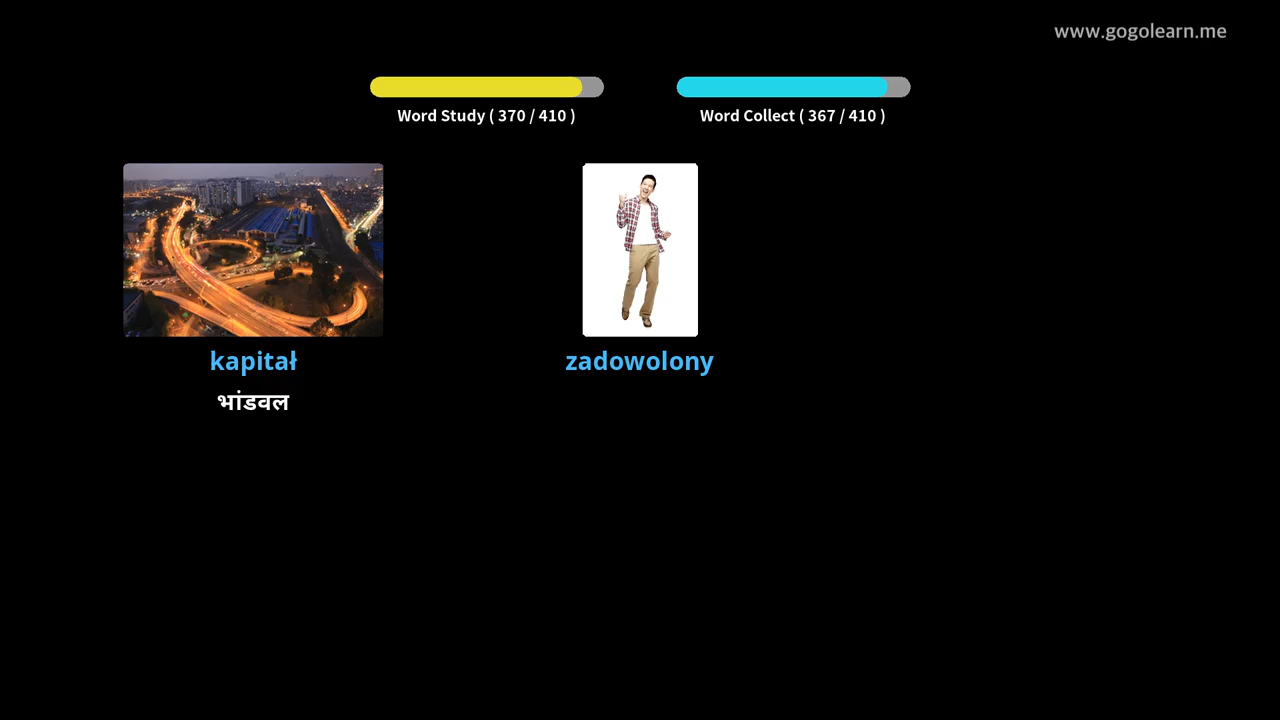 www.gogolearn.me
Word Study ( 370 / 410 )
Word Collect ( 367 / 410 )
kapitał
zadowolony
भांडवल